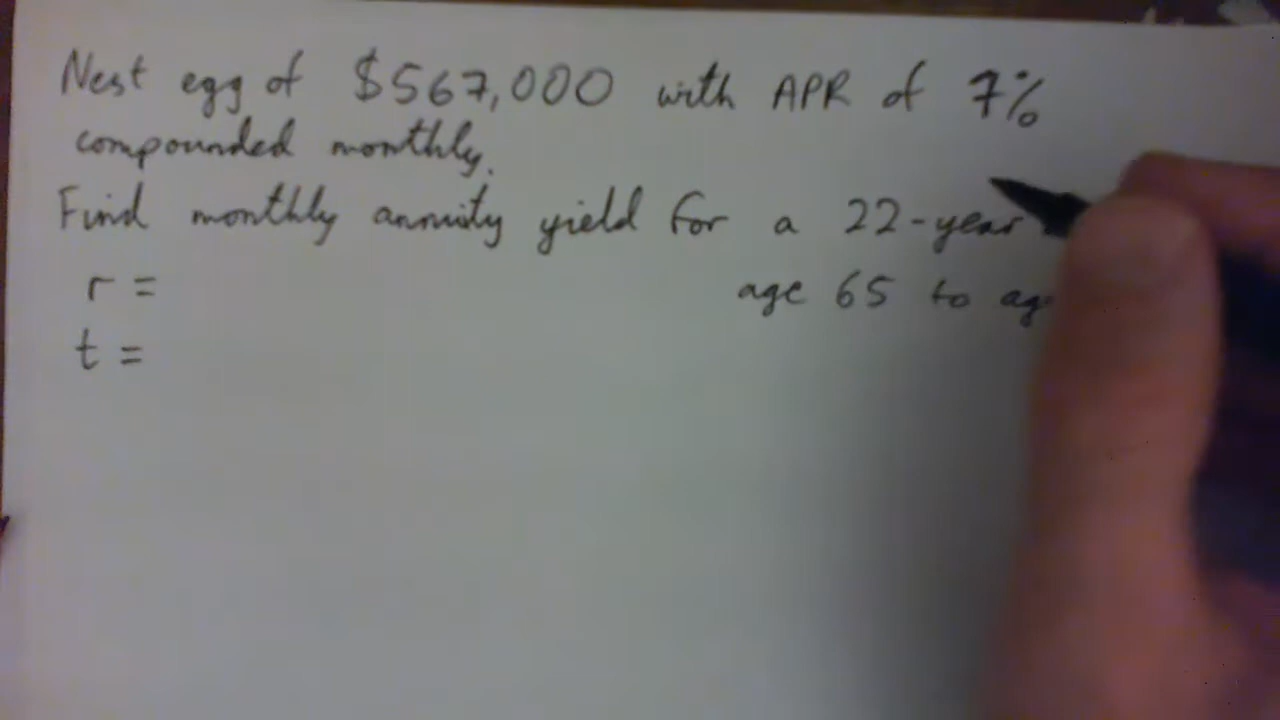 Nest egg of $567,000 with APR of 7%
compounded monthly.
Find monthly annuity yield for a 22-year
r = age 65 to
t =